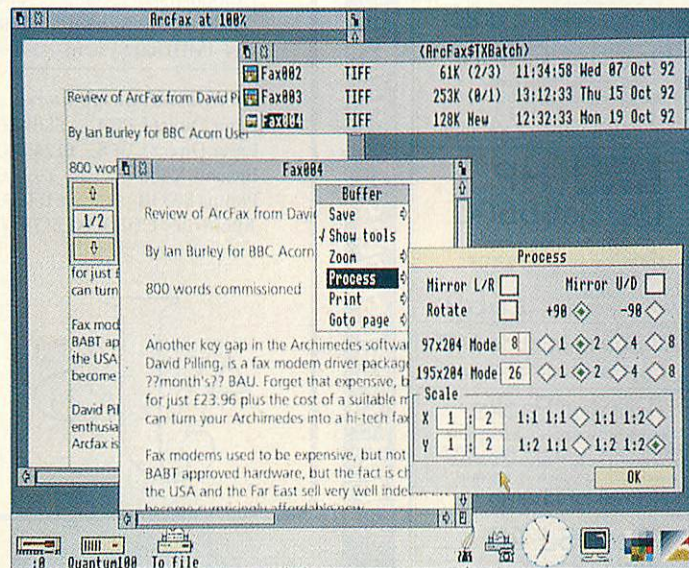 Arcfax at 100%
(ArcFax$TXBatch)
Fax002 TIFF 61K (2/3) 11:34:58 Wed 07 Oct 92
Fax003 TIFF 253K (0/1) 13:12:33 Thu 15 Oct 92
Fax004 TIFF 128K New 12:32:33 Mon 19 Oct 92
Review of ArcFax from David
By Ian Burley for BBC Acorn User
800
1/2
for just
can turn
Fax mod
BABT ap
the USA
become
David Pil
enthusia
Arcfax is
Fax004
Review of ArcFax from David
By Ian Burley for BBC Acorn
800 words commissioned
Another key gap in the Archimedes softwa
David Pilling, is a fax modem driver packag
??month's?? BAU. Forget that expensive, b
for just £23.96 plus the cost of a suitable m
can turn your Archimedes into a hi-tech fax
Fax modems used to be expensive, but not
BABT approved hardware, but the fact is ch
the USA and the Far East sell very well inde
become surprisingly affordable now
Buffer
Save
√Show tools
Zoom
Process
Print
Goto page
Process
Mirror L/R Mirror U/D
Rotate +90 -90
97x204 Mode 8 1 2 4 8
195x204 Mode 26 1 2 4 8
Scale
X 1 : 2 1:1 1:1 1:1 1:2
Y 1 : 2 1:2 1:1 1:2 1:2
OK
:0 Quantum100 To file